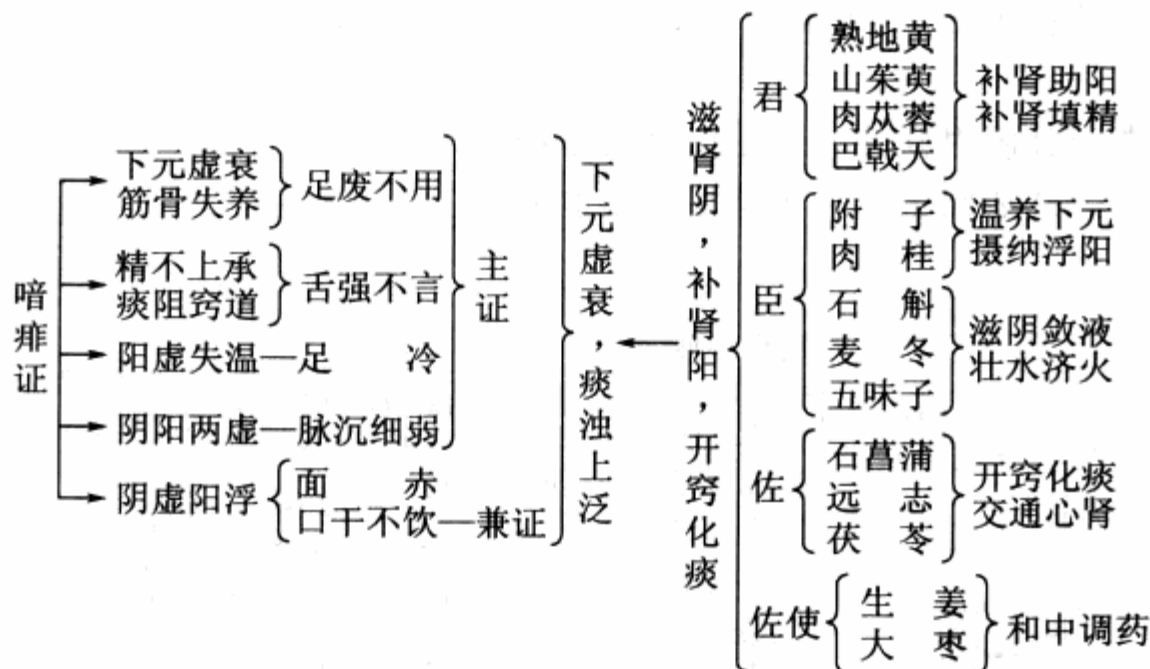 喑痱证
下元虚衰
筋骨失养
足废不用
精不上承
痰阻窍道
舌强不言
阳虚失温—足 冷
阴阳两虚—脉沉细弱
主证
阴虚阳浮
面 赤
口干不饮—兼证
下元虚衰，痰浊上泛
滋肾阴，补肾阳，开窍化痰
君
熟地黄
山茱萸
肉苁蓉
巴戟天
补肾助阳
补肾填精
臣
附 子
肉 桂
温养下元
摄纳浮阳
石 斛
麦 冬
五味子
滋阴敛液
壮水济火
佐
石菖蒲
远 志
茯 苓
开窍化痰
交通心肾
佐使
生 姜
大 枣
和中调药